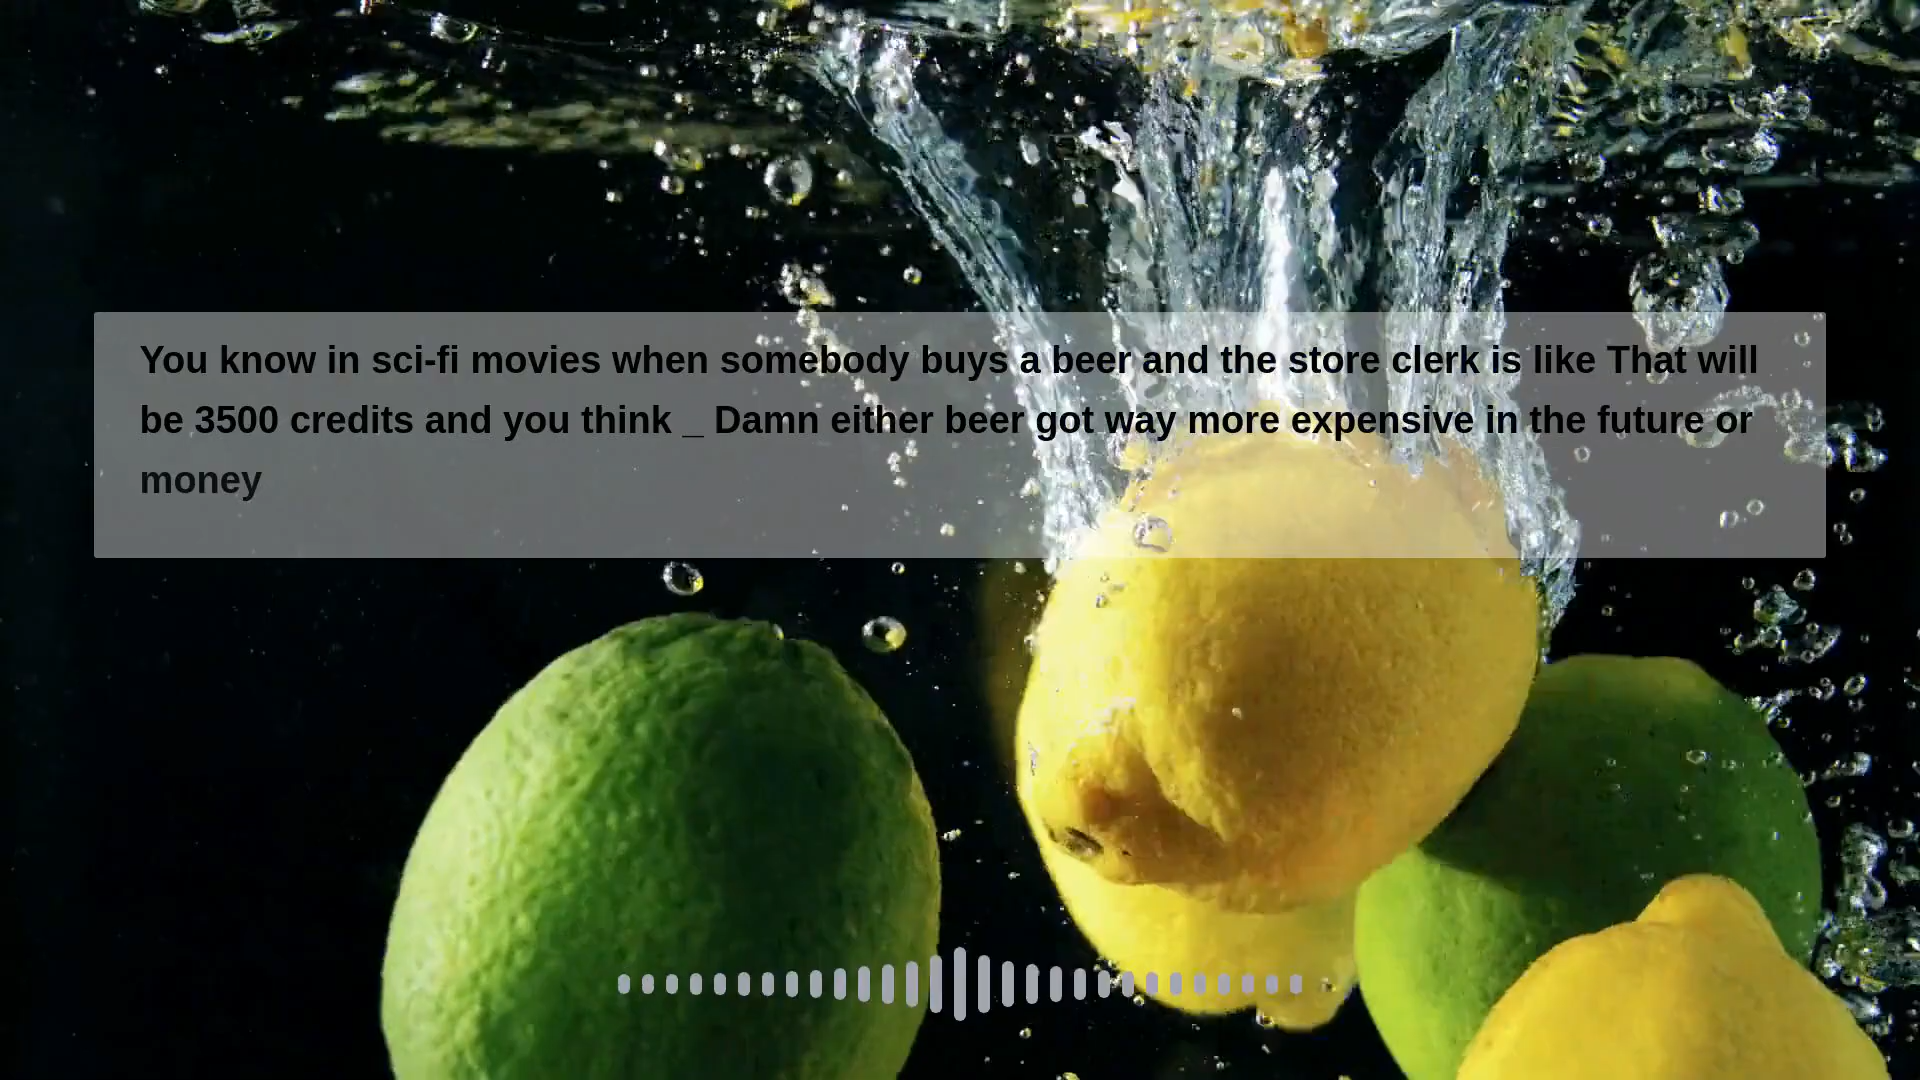 You know in sci-fi movies when somebody buys a beer and the store clerk is like That will
be 3500 credits and you think _ Damn either beer got way more expensive in the future or
money